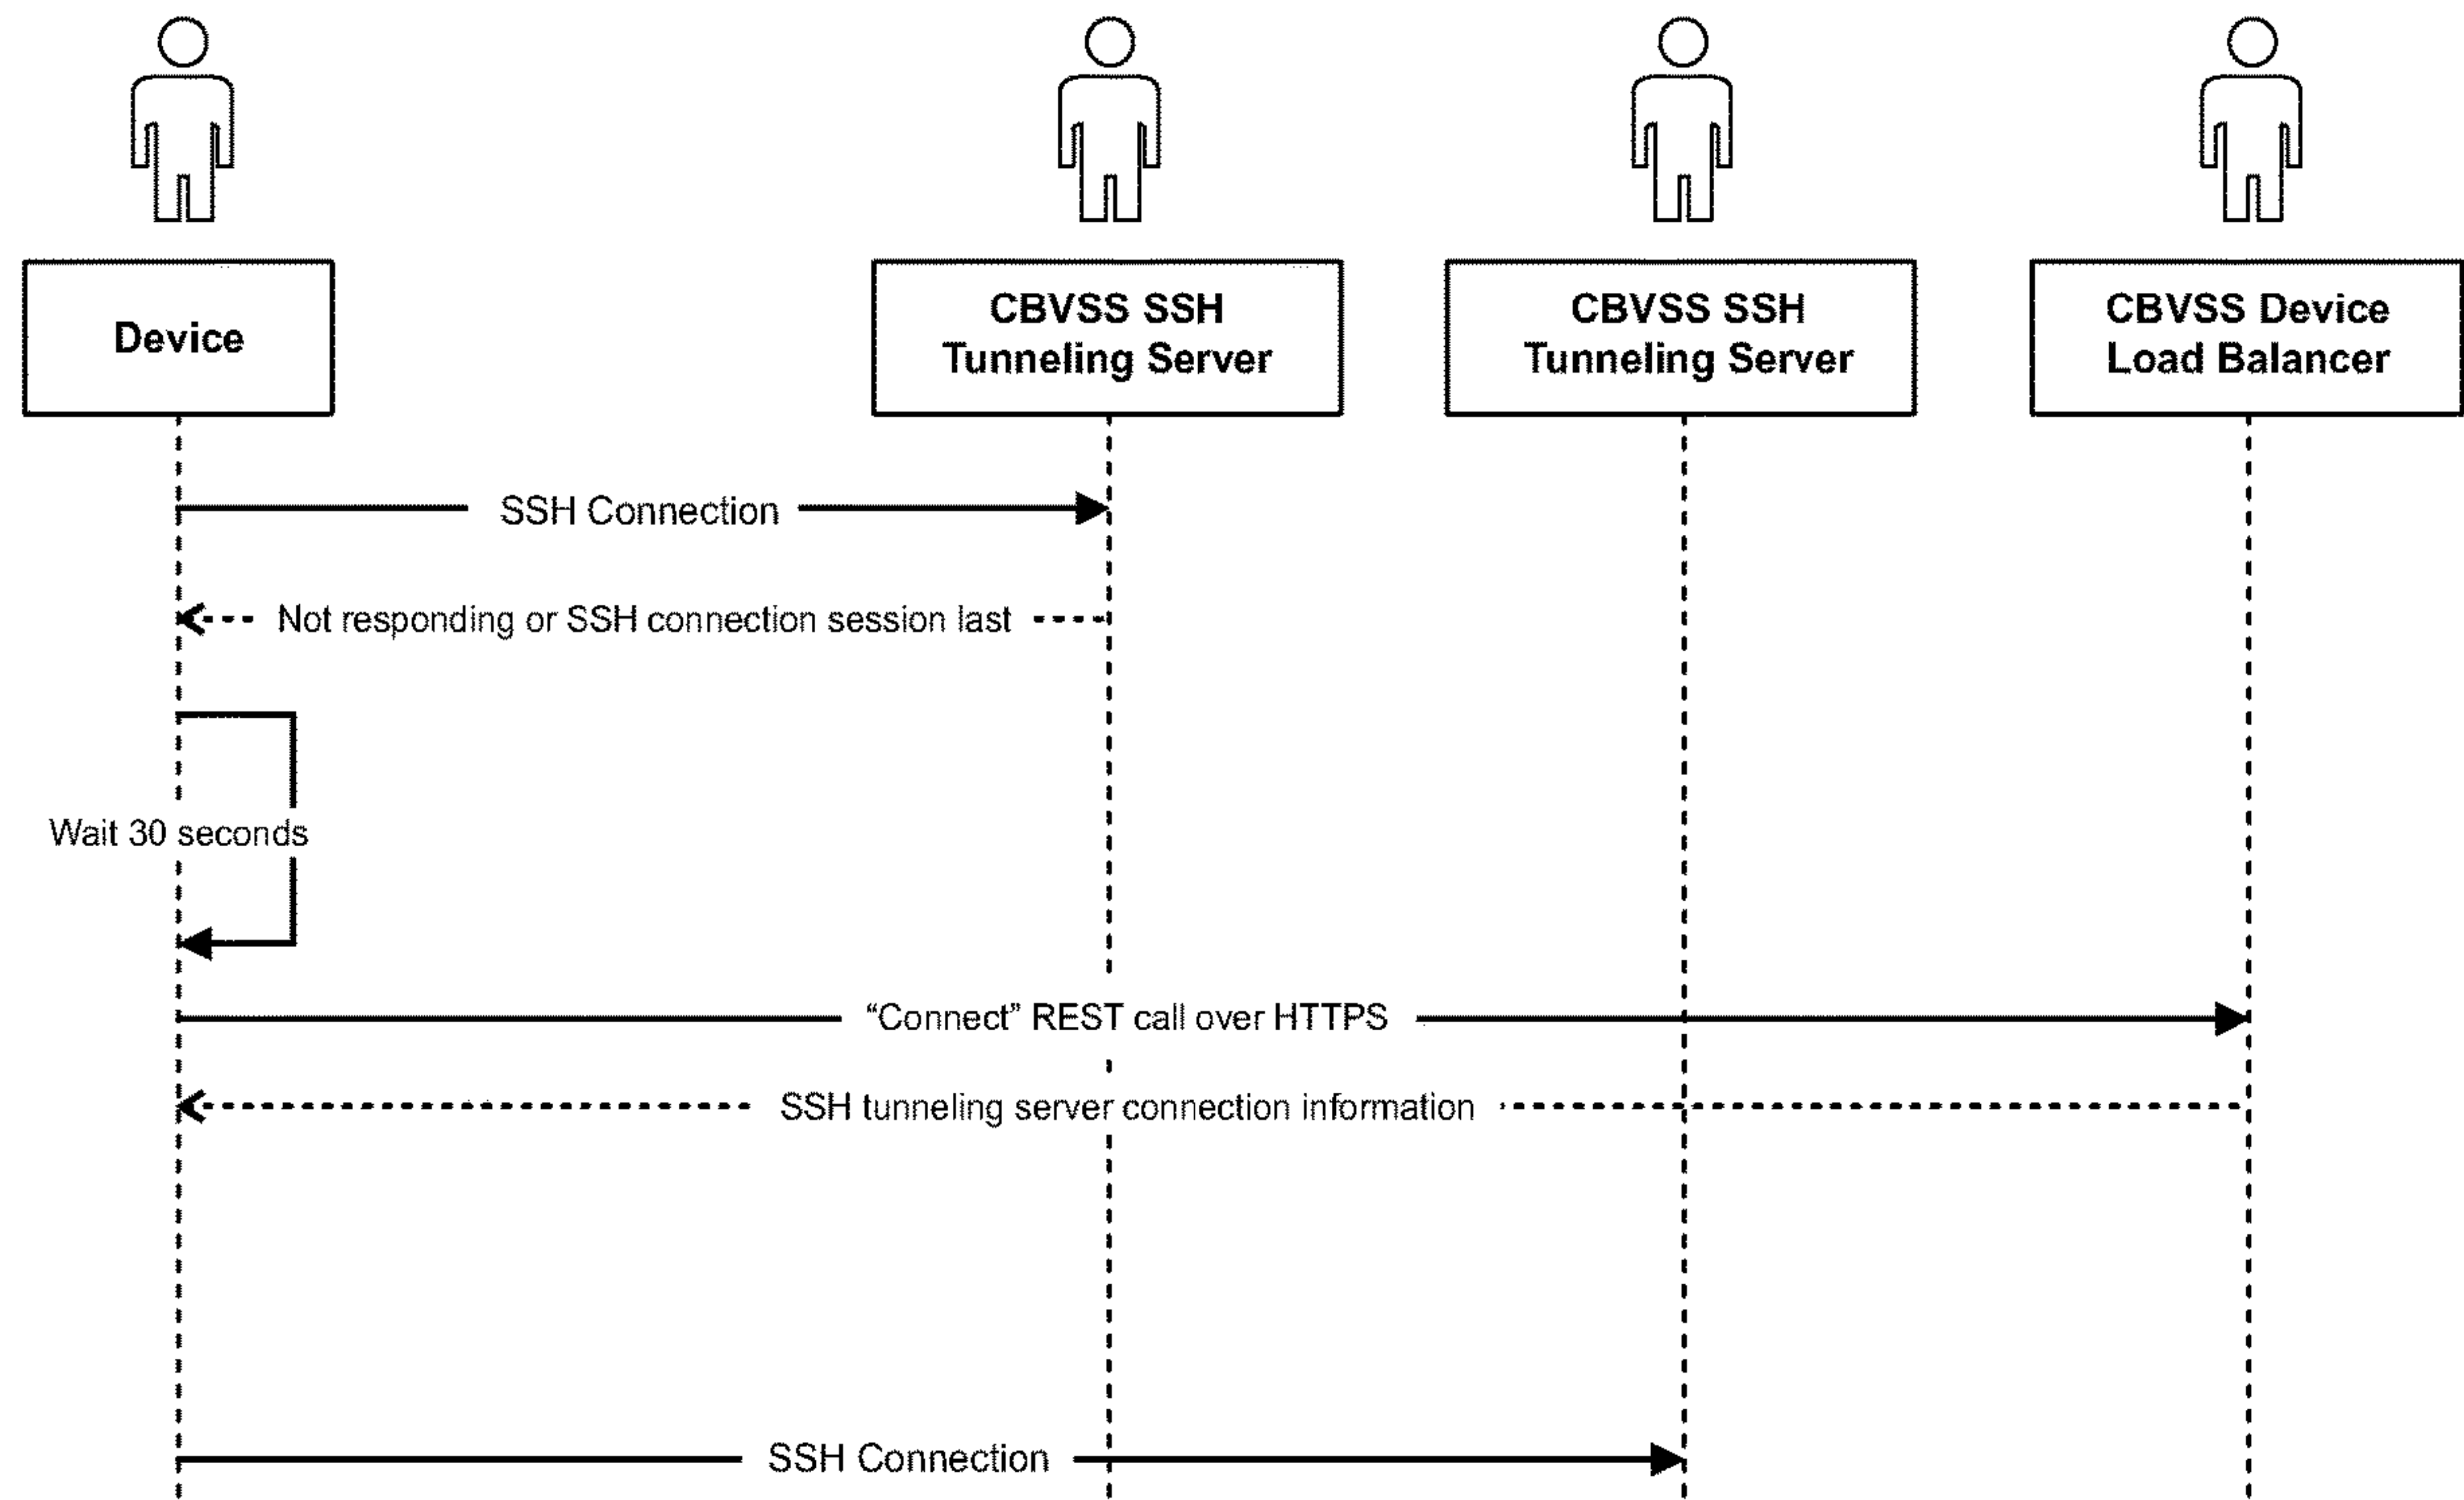 Device
CBVSS SSH
Tunneling Server
CBVSS SSH
Tunneling Server
CBVSS Device
Load Balancer
SSH Connection
Not responding or SSH connection session last
Wait 30 seconds
“Connect” REST call over HTTPS
SSH tunneling server connection information
SSH Connection